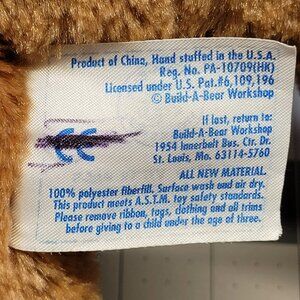 Product of China, Hand stuffed in the U.S.A.
Reg. No. PA-10709(HK)
Licensed under U.S. Pat.#6,109,196
© Build-A-Bear Workshop
If lost, return to:
Build-A-Bear Workshop
1954 Innerbelt Bus. Ctr. Dr.
St. Louis, Mo. 63114-5760
ALL NEW MATERIAL.
100% polyester fiberfill. Surface wash and air dry.
This product meets A.S.T.M. toy safety standards.
Please remove ribbon, tags, clothing and all trims
before giving to a child under the age of three.